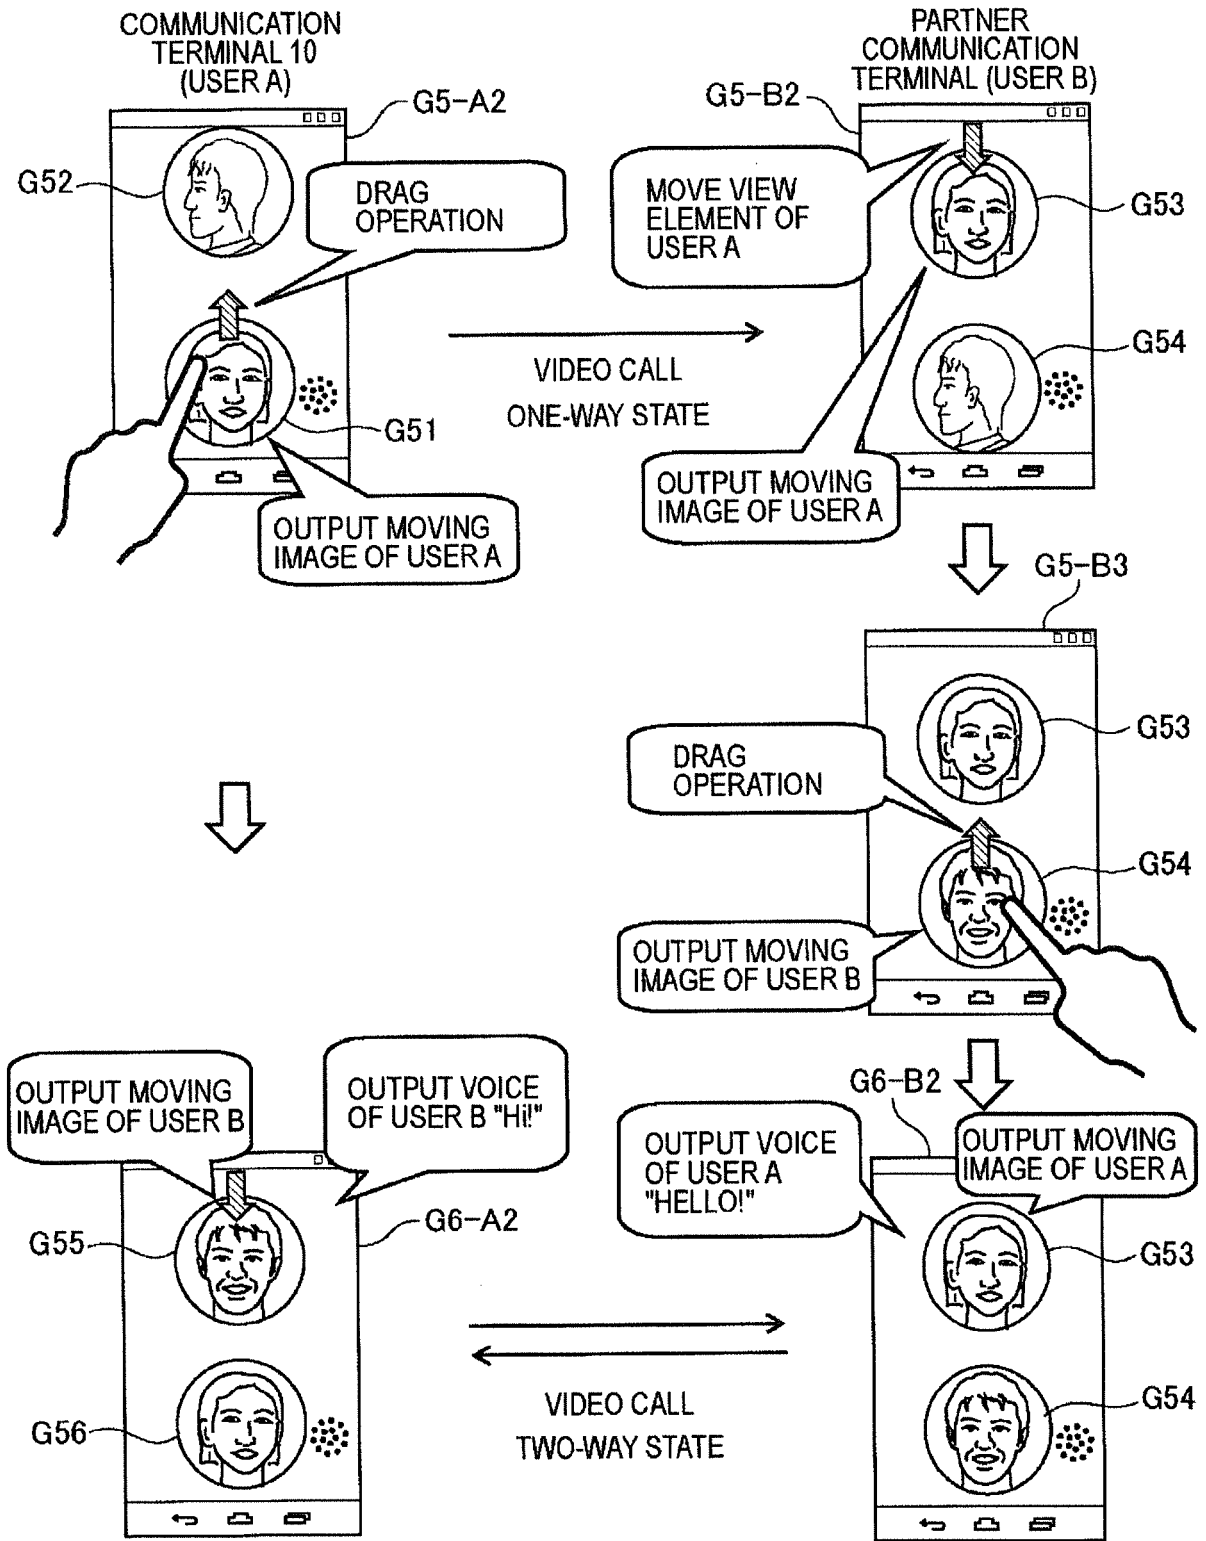 COMMUNICATION
TERMINAL 10
(USER A)
PARTNER
COMMUNICATION
TERMINAL (USER B)
G5-A2
G5-B2
G52
DRAG
OPERATION
MOVE VIEW
ELEMENT OF
USER A
G53
VIDEO CALL
ONE-WAY STATE
G54
G51
OUTPUT MOVING
IMAGE OF USER A
OUTPUT MOVING
IMAGE OF USER A
G5-B3
G53
DRAG
OPERATION
G54
OUTPUT MOVING
IMAGE OF USER B
OUTPUT MOVING
IMAGE OF USER B
OUTPUT VOICE
OF USER B "Hi!"
G6-B2
OUTPUT VOICE
OF USER A
"HELLO!"
OUTPUT MOVING
IMAGE OF USER A
G55
G6-A2
G53
VIDEO CALL
TWO-WAY STATE
G56
G54